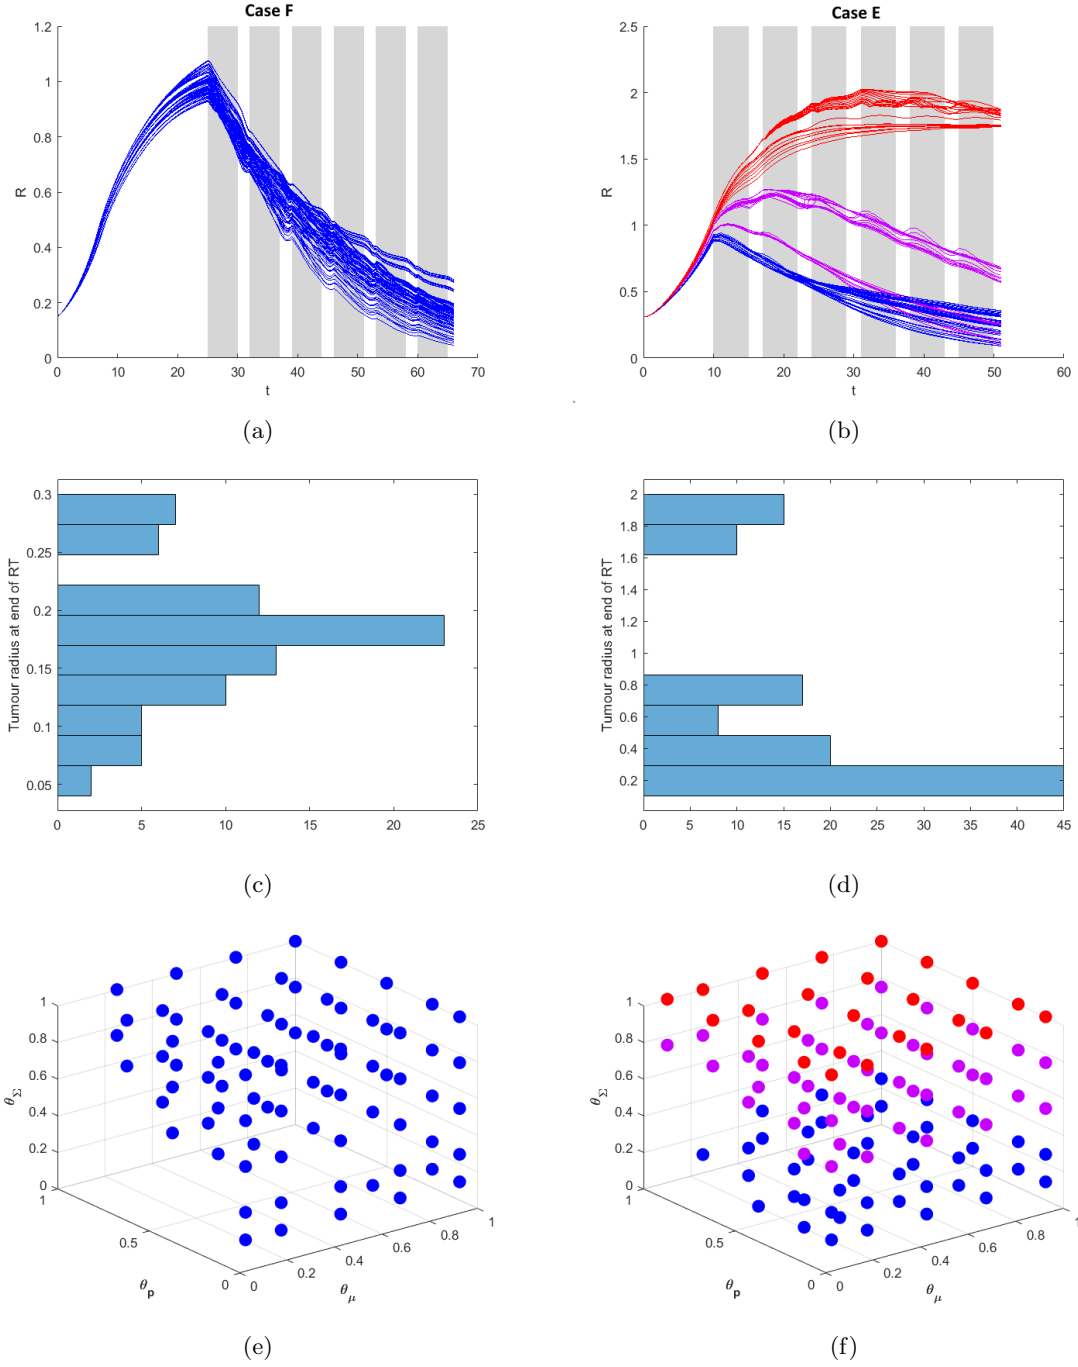 Case F
Case E
1.2
1
0.8
0.6
0.4
0.2
0
R
0 10 20 30 40 50 60 70
t
2.5
2
1.5
1
0.5
0
R
0 10 20 30 40 50 60
t
(a)
(b)
0.3
0.25
0.2
0.15
0.1
0.05
Tumour radius at end of RT
0 5 10 15 20 25
2
1.8
1.6
1.4
1.2
1
0.8
0.6
0.4
0.2
Tumour radius at end of RT
0 5 10 15 20 25 30 35 40 45
(c)
(d)
1
0.8
0.6
0.4
0.2
0
θΣ
1
0.5
0
θp
0
0.2
0.4
0.6
0.8
1
θμ
1
0.8
0.6
0.4
0.2
0
θΣ
1
0.5
0
θp
0
0.2
0.4
0.6
0.8
1
θμ
(e)
(f)